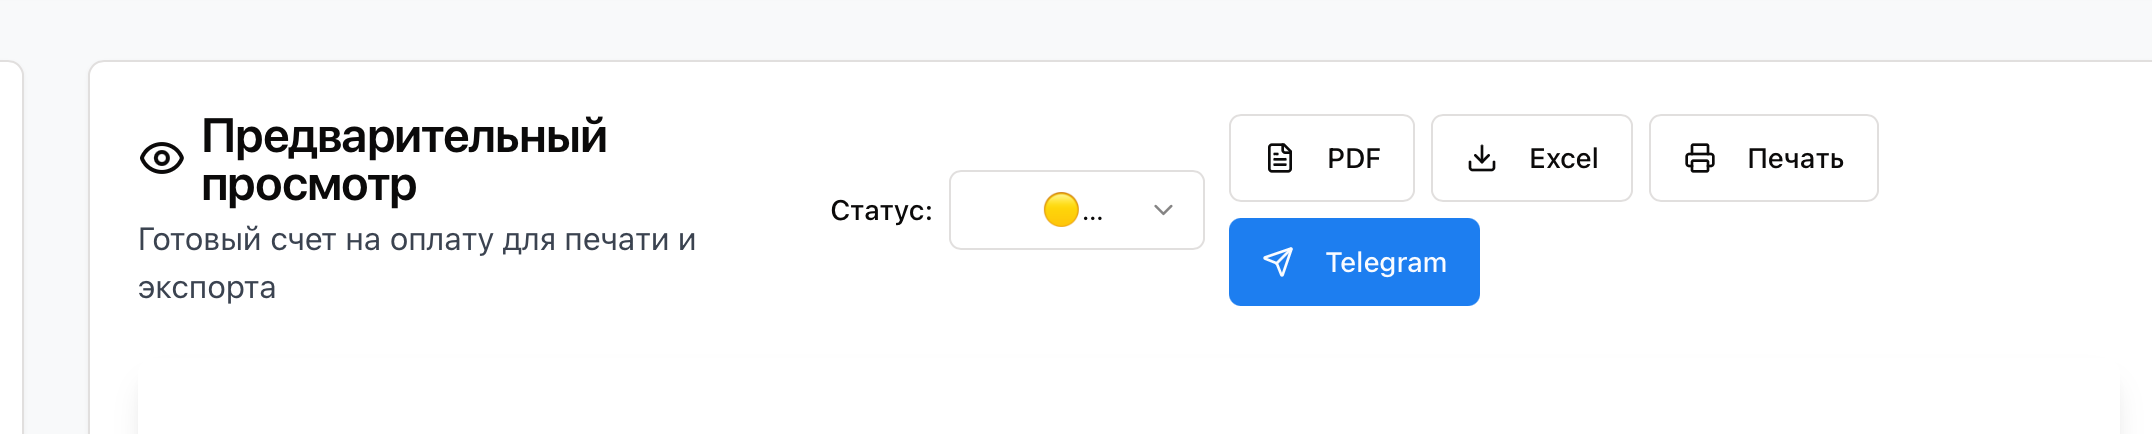 Предварительный
просмотр
Готовый счет на оплату для печати и
экспорта
Статус:
🟡...
PDF
Excel
Печать
Telegram